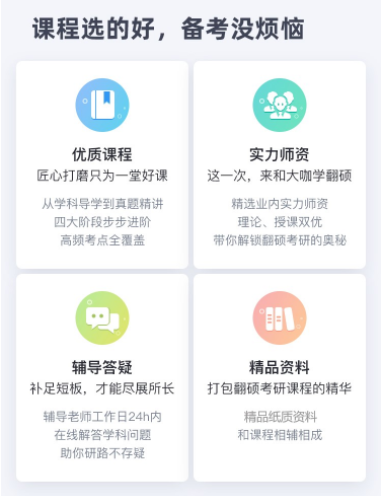 课程选的好，备考没烦恼
优质课程
匠心打磨只为一堂好课
从学科导学到真题精讲
四大阶段步步进阶
高频考点全覆盖
实力师资
这一次，来和大咖学翻硕
精选业内实力师资
理论、授课双优
带你解锁翻硕考研的奥秘
辅导答疑
补足短板，才能尽展所长
辅导老师工作日24h内
在线解答学科问题
助你研路不存疑
精品资料
打包翻硕考研课程的精华
精品纸质资料
和课程相辅相成